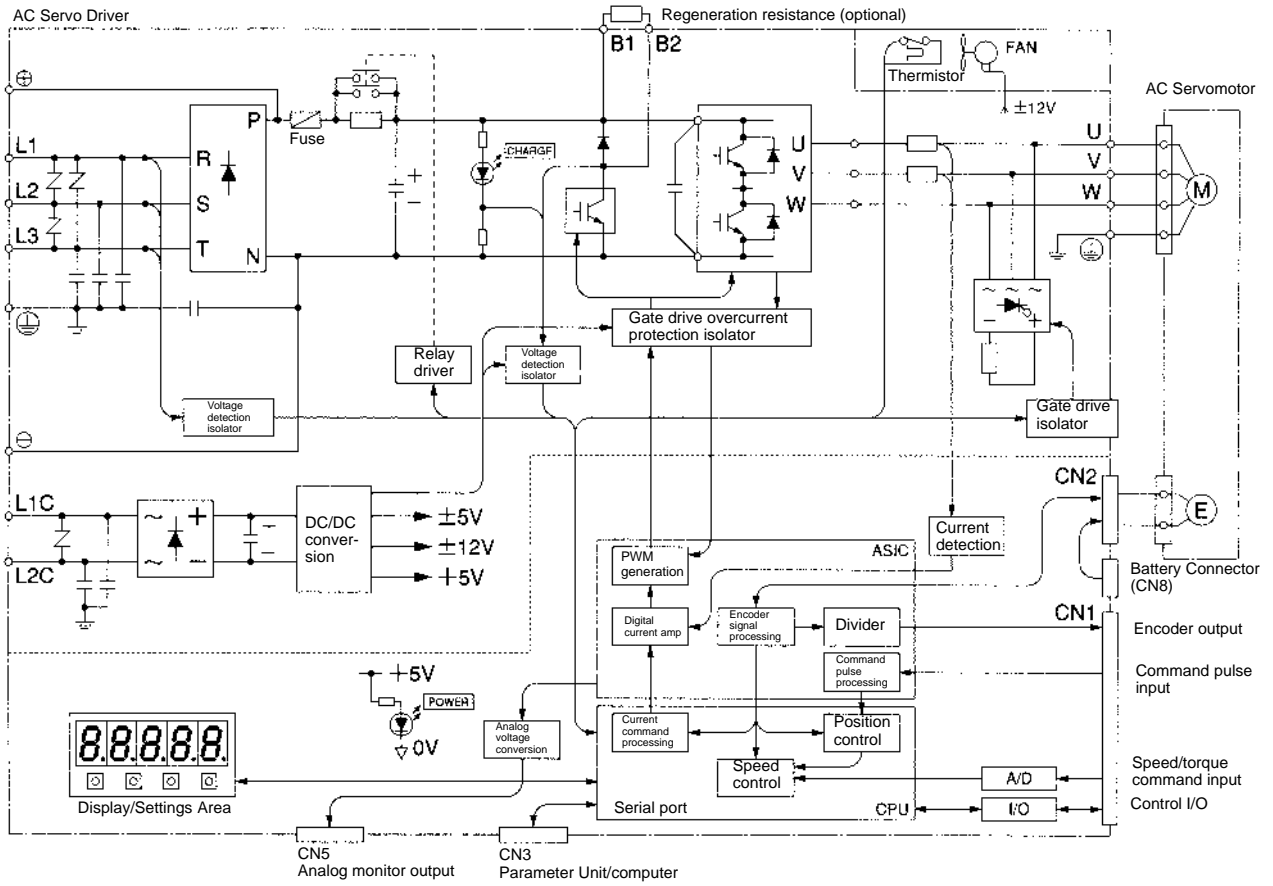 AC Servo Driver
Regeneration resistance (optional)
B1
B2
FAN
Thermistor
±12V
AC Servomotor
P
Fuse
L1
R
CHARGE
U
U
L2
S
V
V
L3
T
W
W
M
N
+
−
Gate drive overcurrent
protection isolator
− +
~ ~ ~
Relay
driver
Voltage
detection
isolator
Voltage
detection
isolator
Gate drive
isolator
CN2
L1C
~ +
+
−
DC/DC
conver-
sion
±5V
±12V
+5V
L2C
~ −
E
Current
detection
ASIC
PWM
generation
Battery Connector
(CN8)
Digital
current amp
Encoder
signal
processing
Divider
CN1
Encoder output
Command
pulse
processing
Command pulse
input
+5V
POWER
0V
Analog
voltage
conversion
Current
command
processing
Position
control
8.8.8.8.8.
Speed
control
A/D
Speed/torque
command input
Display/Settings Area
Serial port
CPU
I/O
Control I/O
CN5
Analog monitor output
CN3
Parameter Unit/computer